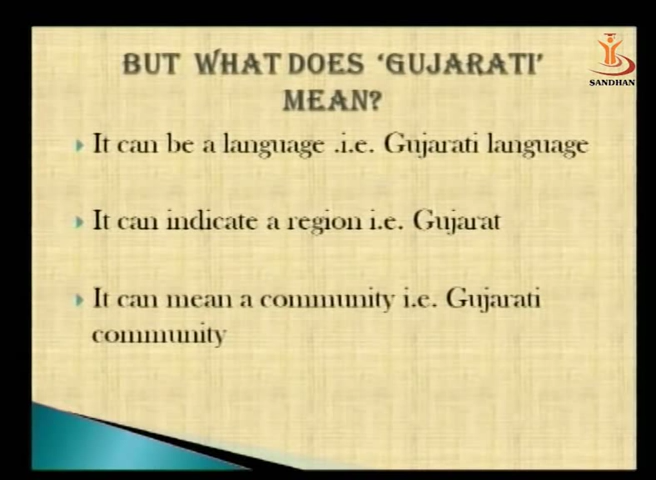 BUT WHAT DOES 'GUJARATI'
MEAN?
SANDHAN
It can be a language .i.e. Gujarati language
It can indicate a region i.e. Gujarat
It can mean a community i.e. Gujarati
community